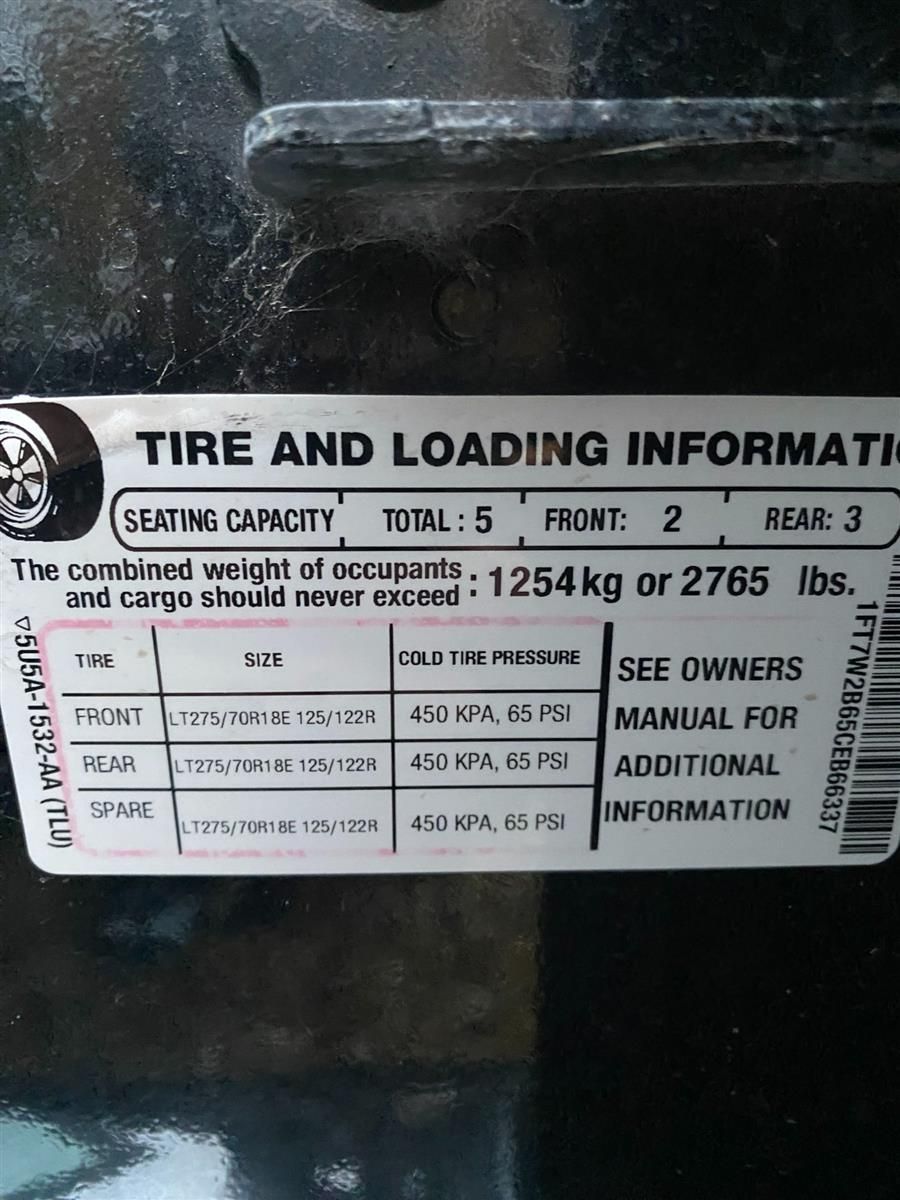 TIRE AND LOADING INFORMATI
SEATING CAPACITY TOTAL : 5 FRONT: 2 REAR: 3
The combined weight of occupants
and cargo should never exceed : 1254kg or 2765 lbs.
TIRE SIZE COLD TIRE PRESSURE
FRONT LT275/70R18E 125/122R 450 KPA, 65 PSI
REAR LT275/70R18E 125/122R 450 KPA, 65 PSI
SPARE LT275/70R18E 125/122R 450 KPA, 65 PSI
SEE OWNERS
MANUAL FOR
ADDITIONAL
INFORMATION
▽5U5A-1532-AA (TLU)
1FT7W2B65CEB66337